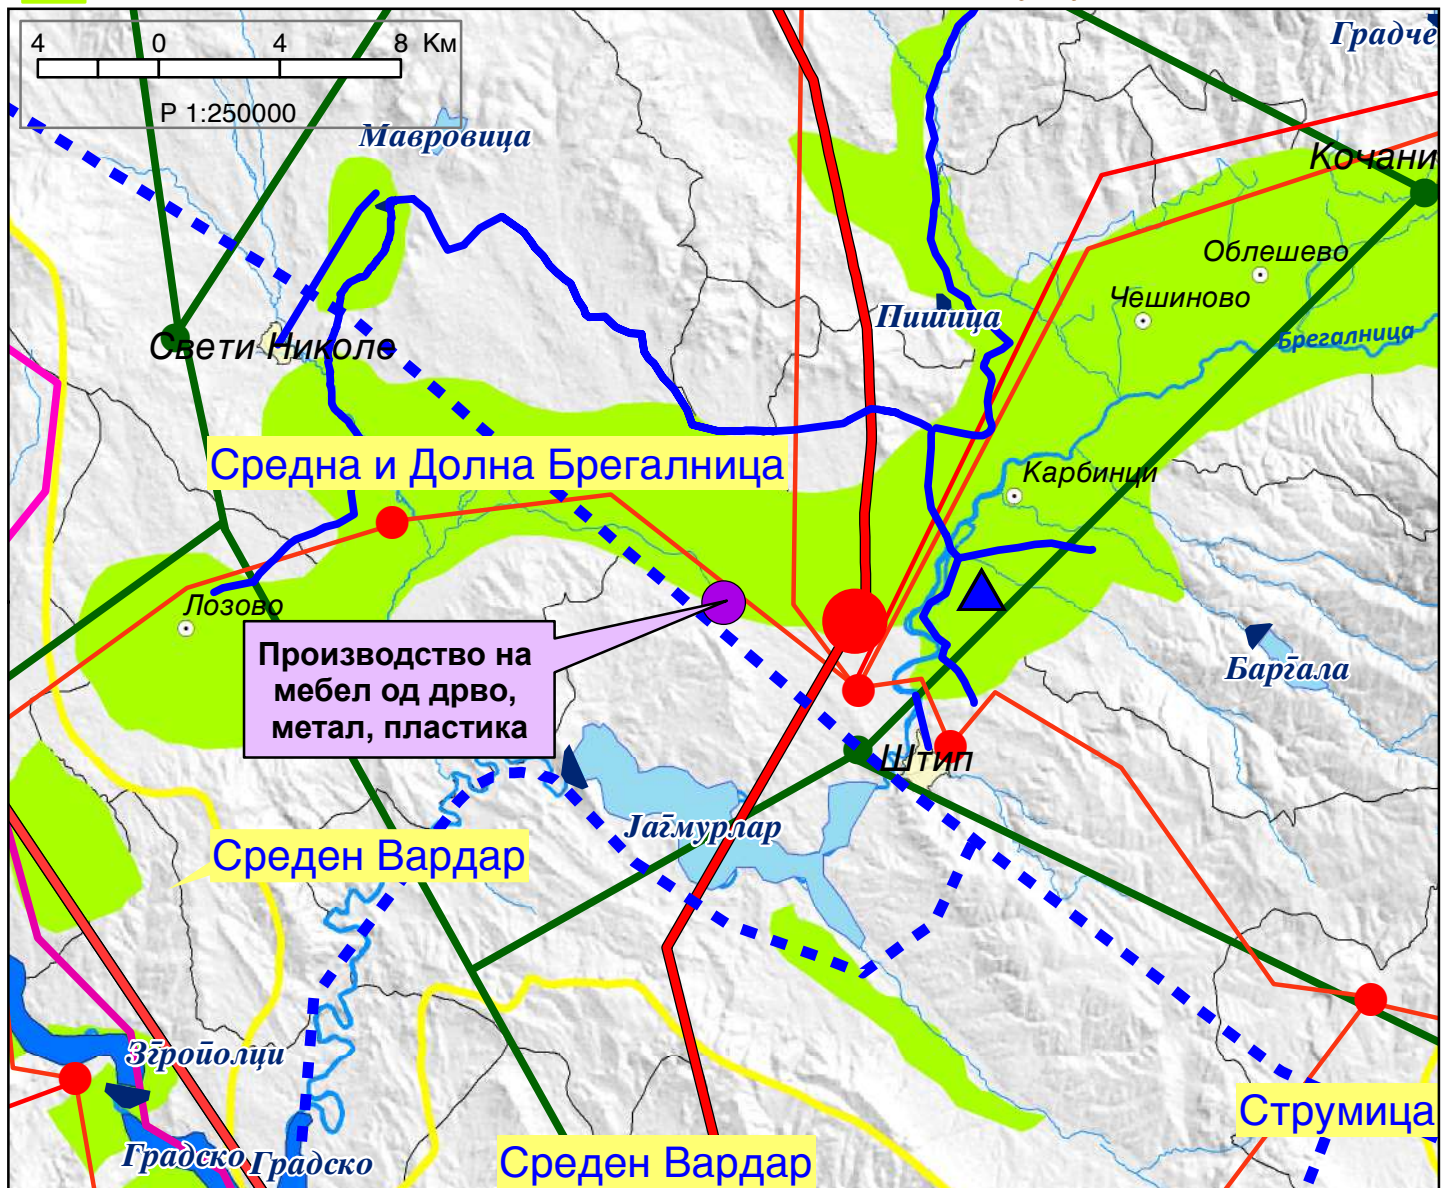 Градче
4 0 4 8 Км
Р 1:250000
Мавровица
Кочани
Облешево
Чешиново
Пишица
Брегалница
Свети Николе
Средна и Долна Брегалница
Карбинци
Лозово
Производство на
мебел од дрво,
метал, пластика
Баргала
Штип
Јагмурлар
Среден Вардар
Згрополци
Струмица
Градско
Градско
Среден Вардар